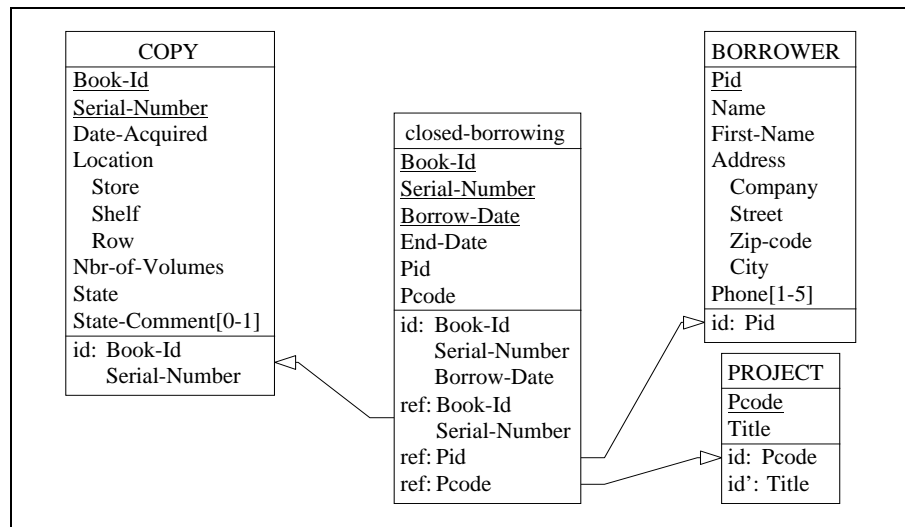 COPY
Book-Id
Serial-Number
Date-Acquired
Location
Store
Shelf
Row
Nbr-of-Volumes
State
State-Comment[0-1]
id: Book-Id
Serial-Number
closed-borrowing
Book-Id
Serial-Number
Borrow-Date
End-Date
Pid
Pcode
id: Book-Id
Serial-Number
Borrow-Date
ref: Book-Id
Serial-Number
ref: Pid
ref: Pcode
BORROWER
Pid
Name
First-Name
Address
Company
Street
Zip-code
City
Phone[1-5]
id: Pid
PROJECT
Pcode
Title
id: Pcode
id': Title